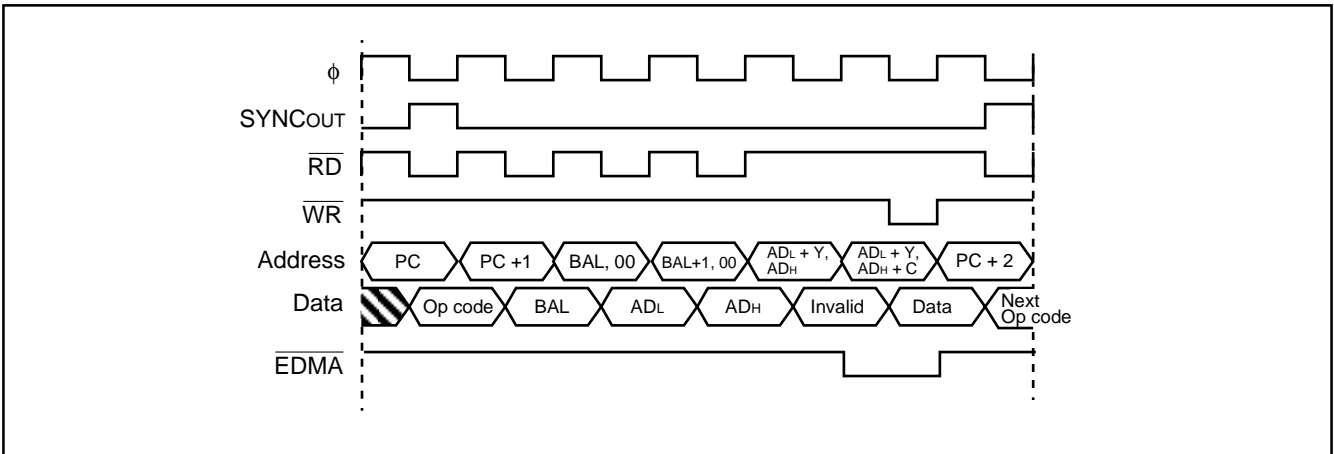 ϕ
SYNCOUT
RD
WR
Address PC PC +1 BAL, 00 BAL+1, 00 ADL + Y, ADL + Y, PC + 2
ADH ADH + C
Data Op code BAL ADL ADH Invalid Data Next
Op code
EDMA